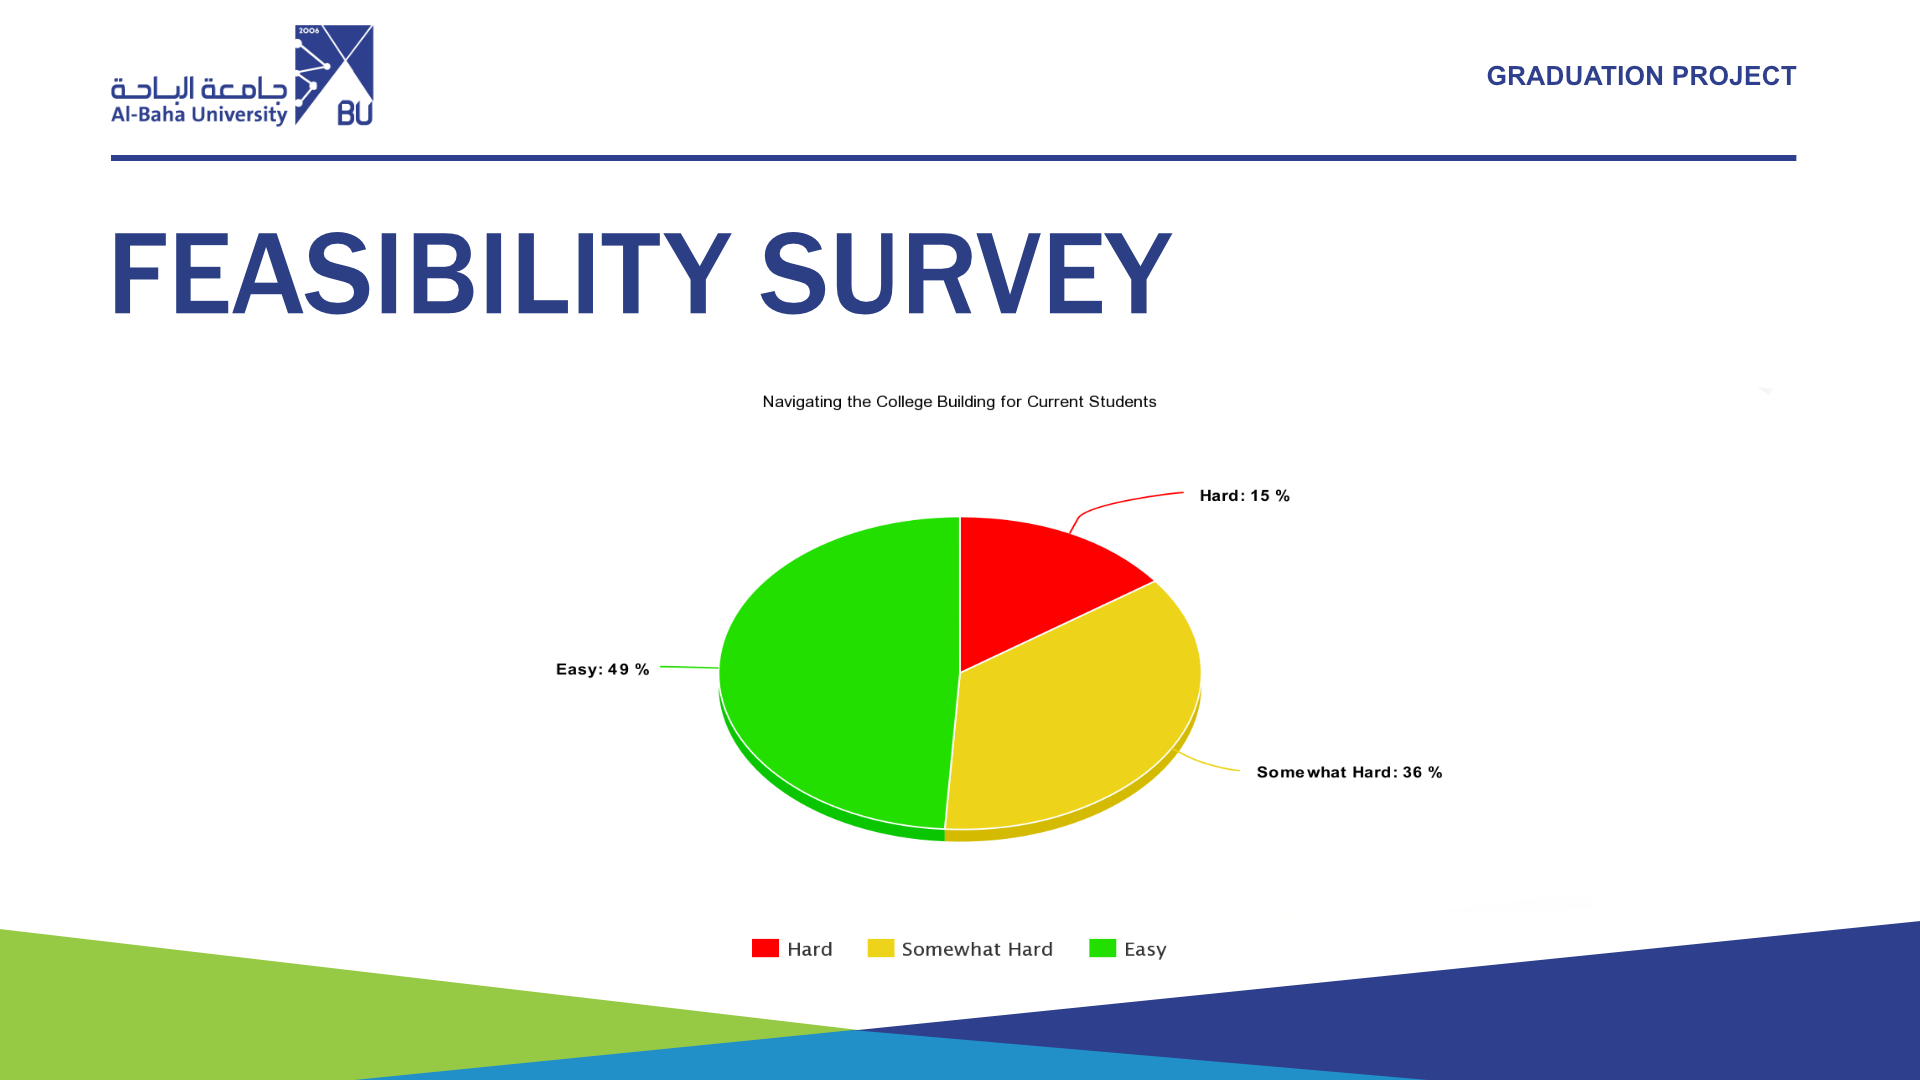 2006
جامعة الباحة
Al-Baha University
BU
GRADUATION PROJECT
FEASIBILITY SURVEY
Navigating the College Building for Current Students
Hard: 15 %
Easy: 49 %
Somewhat Hard: 36 %
Hard
Somewhat Hard
Easy